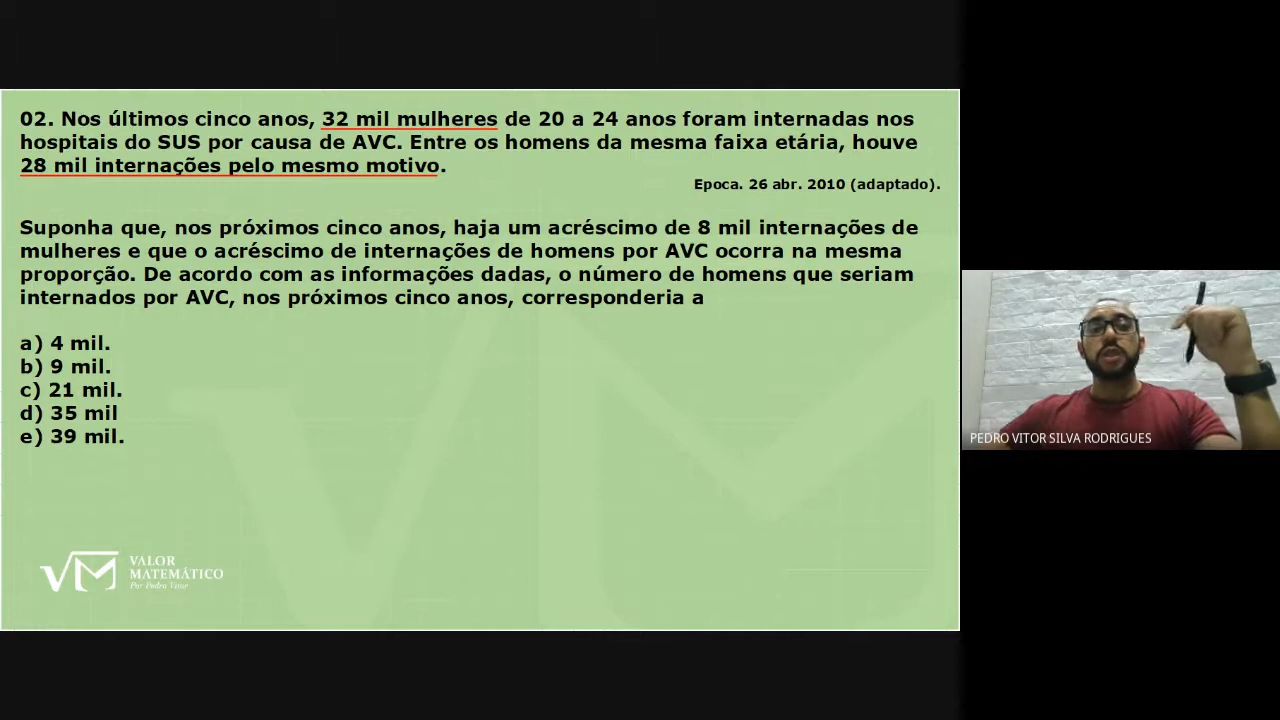 02. Nos últimos cinco anos, 32 mil mulheres de 20 a 24 anos foram internadas nos
hospitais do SUS por causa de AVC. Entre os homens da mesma faixa etária, houve
28 mil internações pelo mesmo motivo.
Epoca. 26 abr. 2010 (adaptado).
Suponha que, nos próximos cinco anos, haja um acréscimo de 8 mil internações de
mulheres e que o acréscimo de internações de homens por AVC ocorra na mesma
proporção. De acordo com as informações dadas, o número de homens que seriam
internados por AVC, nos próximos cinco anos, corresponderia a
a) 4 mil.
b) 9 mil.
c) 21 mil.
d) 35 mil
e) 39 mil.
VM VALOR
MATEMÁTICO
Por Pedro Vitor
PEDRO VITOR SILVA RODRIGUES